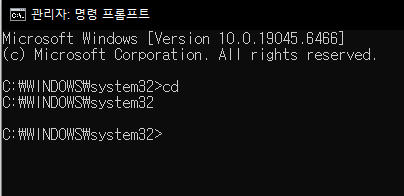 관리자: 명령 프롬프트
Microsoft Windows [Version 10.0.19045.6466]
(c) Microsoft Corporation. All rights reserved.
C:₩WINDOWS₩system32>cd
C:₩WINDOWS₩system32
C:₩WINDOWS₩system32>